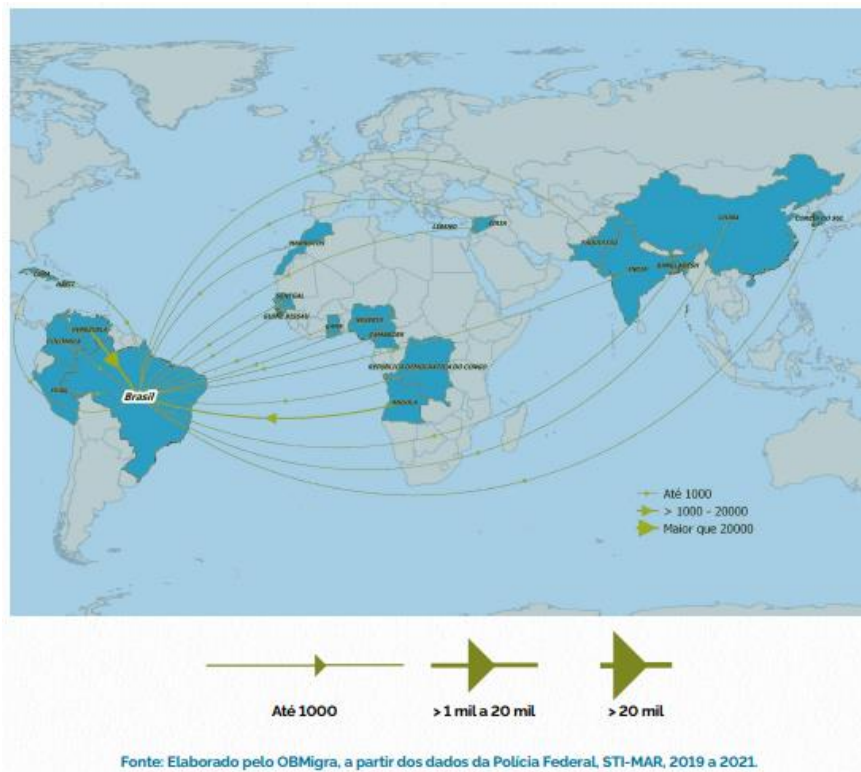 LÍBANO
SÍRIA
CHINA
CORÉIA DO SUL
MARROCOS
PAQUISTÃO
ÍNDIA
BANGLADESH
CUBA
HAITI
SENEGAL
GUINÉ BISSAU
NIGÉRIA
CAMARÕES
VENEZUELA
COLÔMBIA
REPÚBLICA DEMOCRÁTICA DO CONGO
PERU
Brasil
ANGOLA
Até 1000
> 1000 - 20000
Maior que 20000
Até 1000
> 1 mil a 20 mil
> 20 mil
Fonte: Elaborado pelo OBMigra, a partir dos dados da Polícia Federal, STI-MAR, 2019 a 2021.